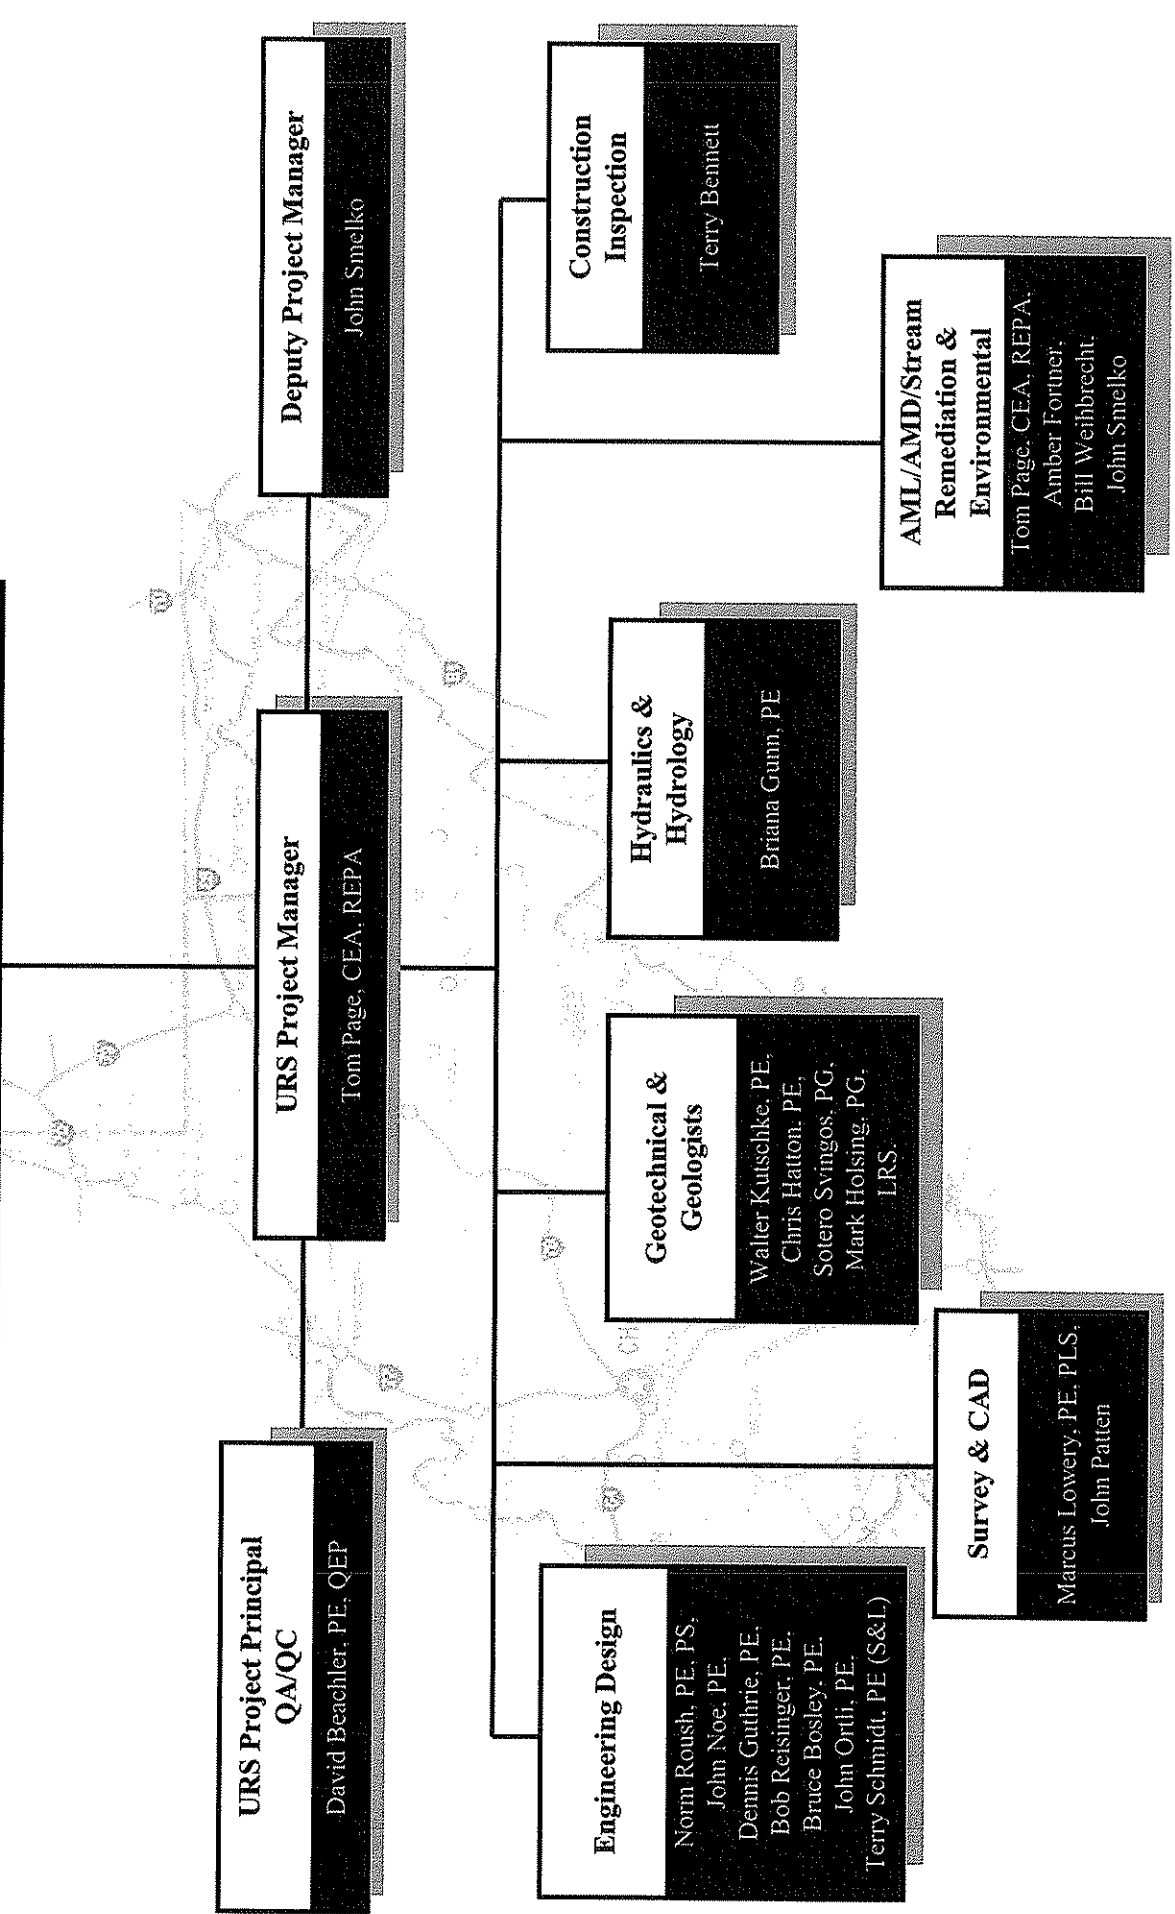 URS Project Principal
QA/QC
David Beachler, PE, QEP
URS Project Manager
Tom Page, CEA, REPA
Deputy Project Manager
John Smelko
Engineering Design
Norm Roush, PE, PS,
John Noe, PE,
Dennis Guthrie, PE,
Bob Reisinger, PE,
Bruce Bosley, PE,
John Ortli, PE,
Terry Schmidt, PE (S&L)
Survey & CAD
Marcus Lowery, PE, PLS,
John Patten
Geotechnical &
Geologists
Walter Kutschke, PE,
Chris Hatton, PE,
Sotero Svingos, PG,
Mark Holsing, PG,
LRS,
Hydraulics &
Hydrology
Briana Gunn, PE
AML/AMD/Stream
Remediation &
Environmental
Tom Page, CEA, REPA,
Amber Fortner,
Bill Weihbrecht,
John Smelko
Construction
Inspection
Terry Bennett